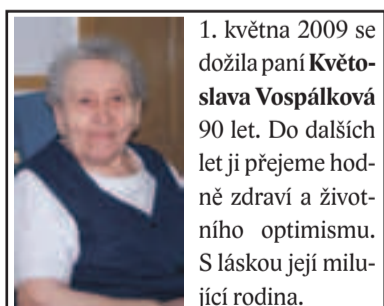 1. května 2009 se
dožila paní Květo-
slava Vospálková
90 let. Do dalších
let ji přejeme hod-
ně zdraví a život-
ního optimismu.
S láskou její milu-
jící rodina.